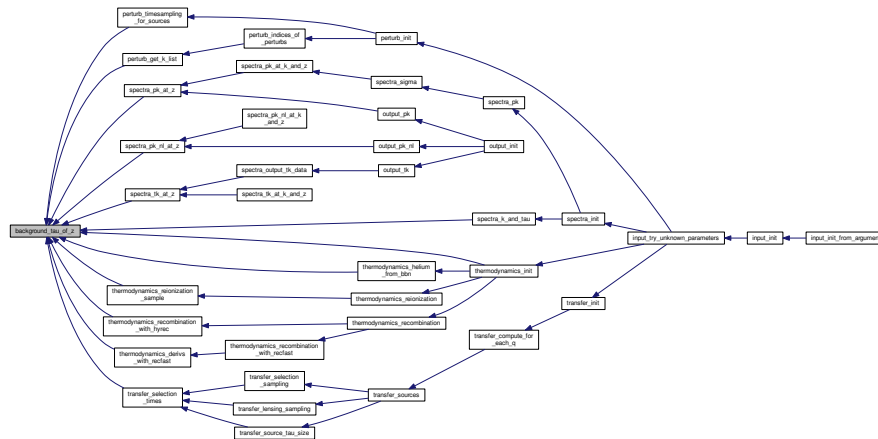 perturb_timesampling
_for_sources
perturb_indices_of
_perturbs
perturb_init
perturb_get_k_list
spectra_pk_at_k_and_z
spectra_sigma
spectra_pk_at_z
spectra_pk
spectra_pk_nl_at_k
_and_z
output_pk
spectra_pk_nl_at_z
output_pk_nl
output_init
spectra_output_tk_data
output_tk
spectra_tk_at_z
spectra_tk_at_k_and_z
spectra_k_and_tau
spectra_init
background_tau_of_z
input_try_unknown_parameters
input_init
input_init_from_argumen
thermodynamics_helium
_from_bbn
thermodynamics_init
thermodynamics_reionization
_sample
thermodynamics_reionization
transfer_init
thermodynamics_recombination
_with_hyrec
thermodynamics_recombination
transfer_compute_for
_each_q
thermodynamics_derivs
_with_recfast
thermodynamics_recombination
_with_recfast
transfer_selection
_sampling
transfer_selection
_times
transfer_sources
transfer_lensing_sampling
transfer_source_tau_size